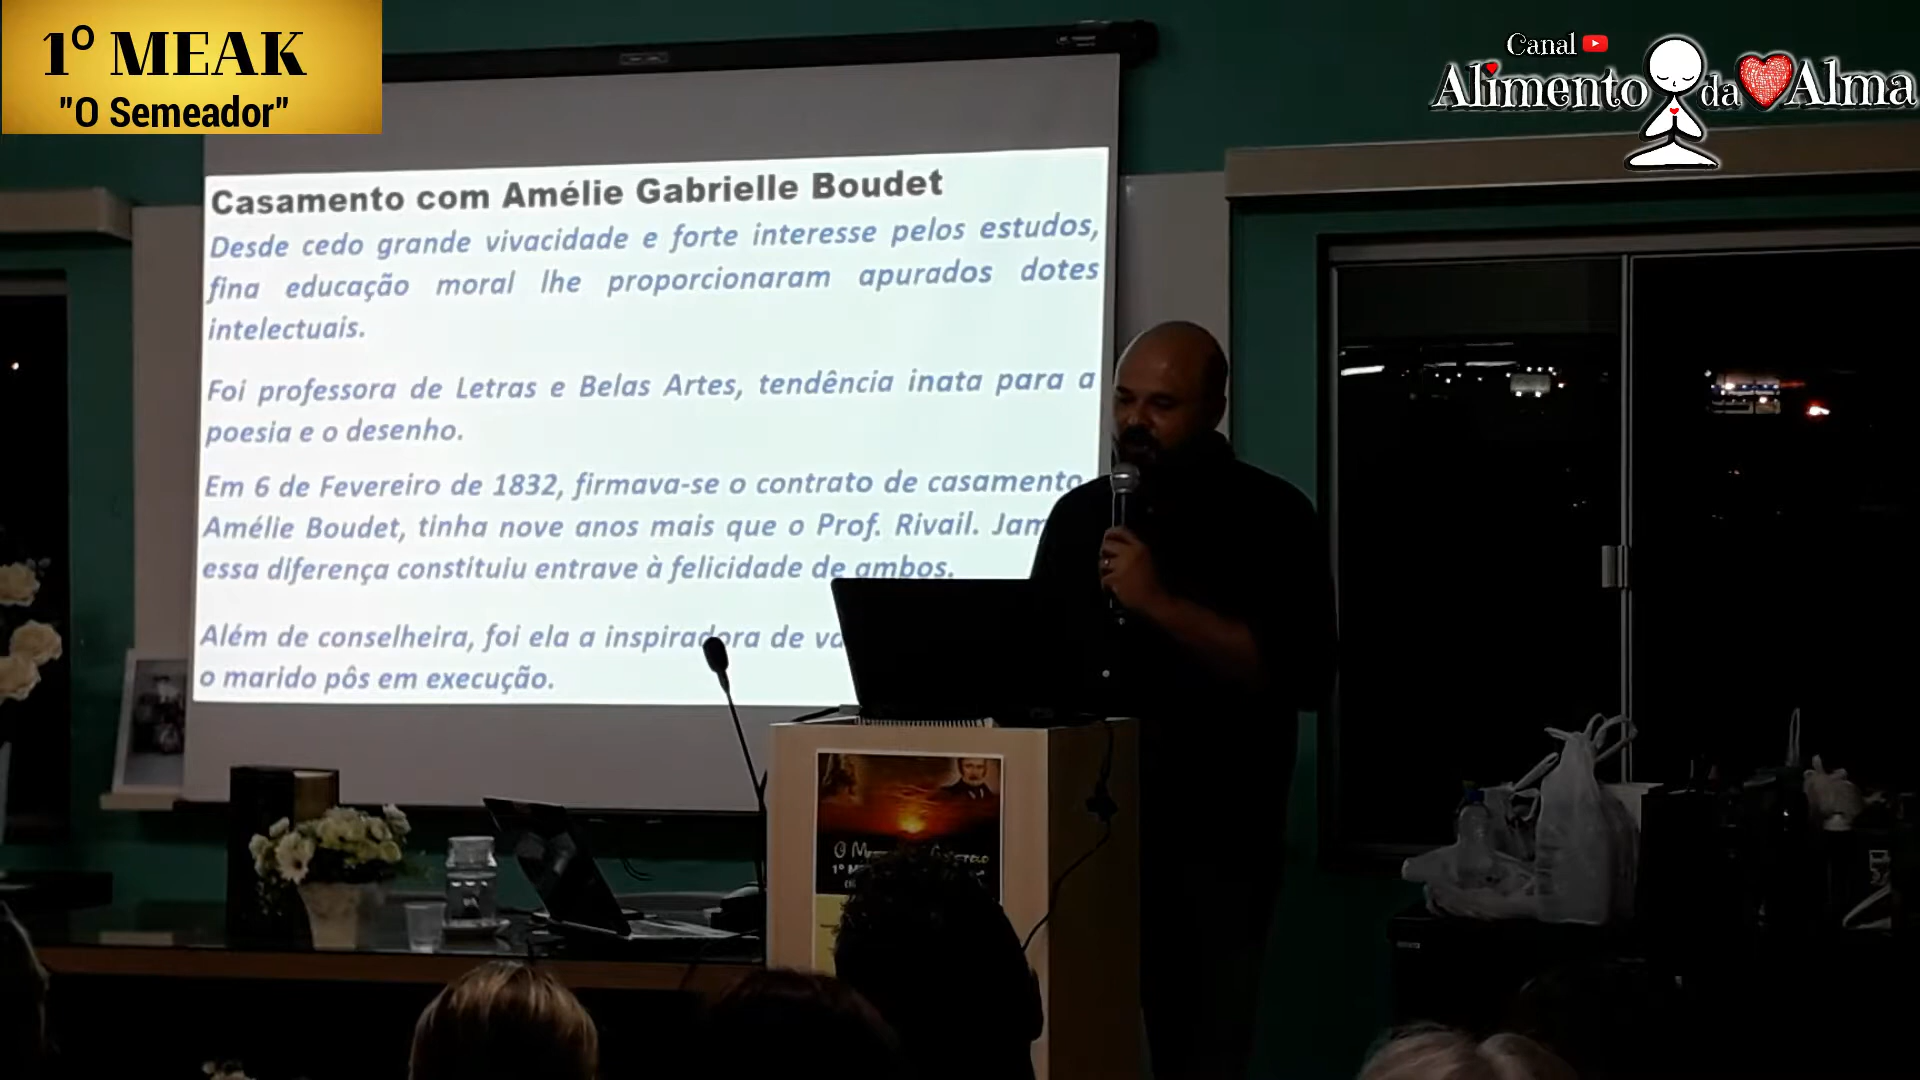 1º MEAK
"O Semeador"
Canal
Alimento da Alma
Casamento com Amélie Gabrielle Boudet
Desde cedo grande vivacidade e forte interesse pelos estudos,
fina educação moral lhe proporcionaram apurados dotes
intelectuais.
Foi professora de Letras e Belas Artes, tendência inata para a
poesia e o desenho.
Em 6 de Fevereiro de 1832, firmava-se o contrato de casamento
Amélie Boudet, tinha nove anos mais que o Prof. Rivail.
essa diferença constituiu entrave à felicidade de ambos.
Além de conselheira, foi ela a inspiradora de
o marido pôs em execução.